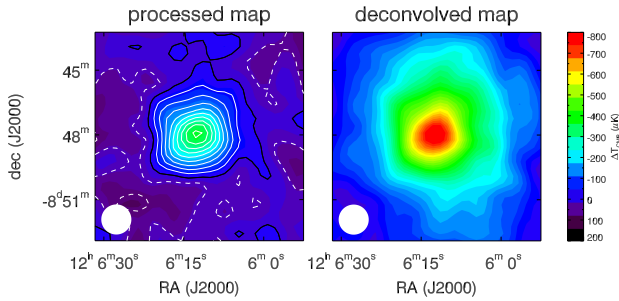 processed map
deconvolved map
45ᵐ
48ᵐ
-8ᵈ51ᵐ
dec (J2000)
12ʰ 6ᵐ30ˢ
6ᵐ15ˢ
6ᵐ 0ˢ
RA (J2000)
12ʰ 6ᵐ30ˢ
6ᵐ15ˢ
6ᵐ 0ˢ
RA (J2000)
-800
-700
-600
-500
-400
-300
-200
-100
0
100
200
ΔT_CMB (μK)